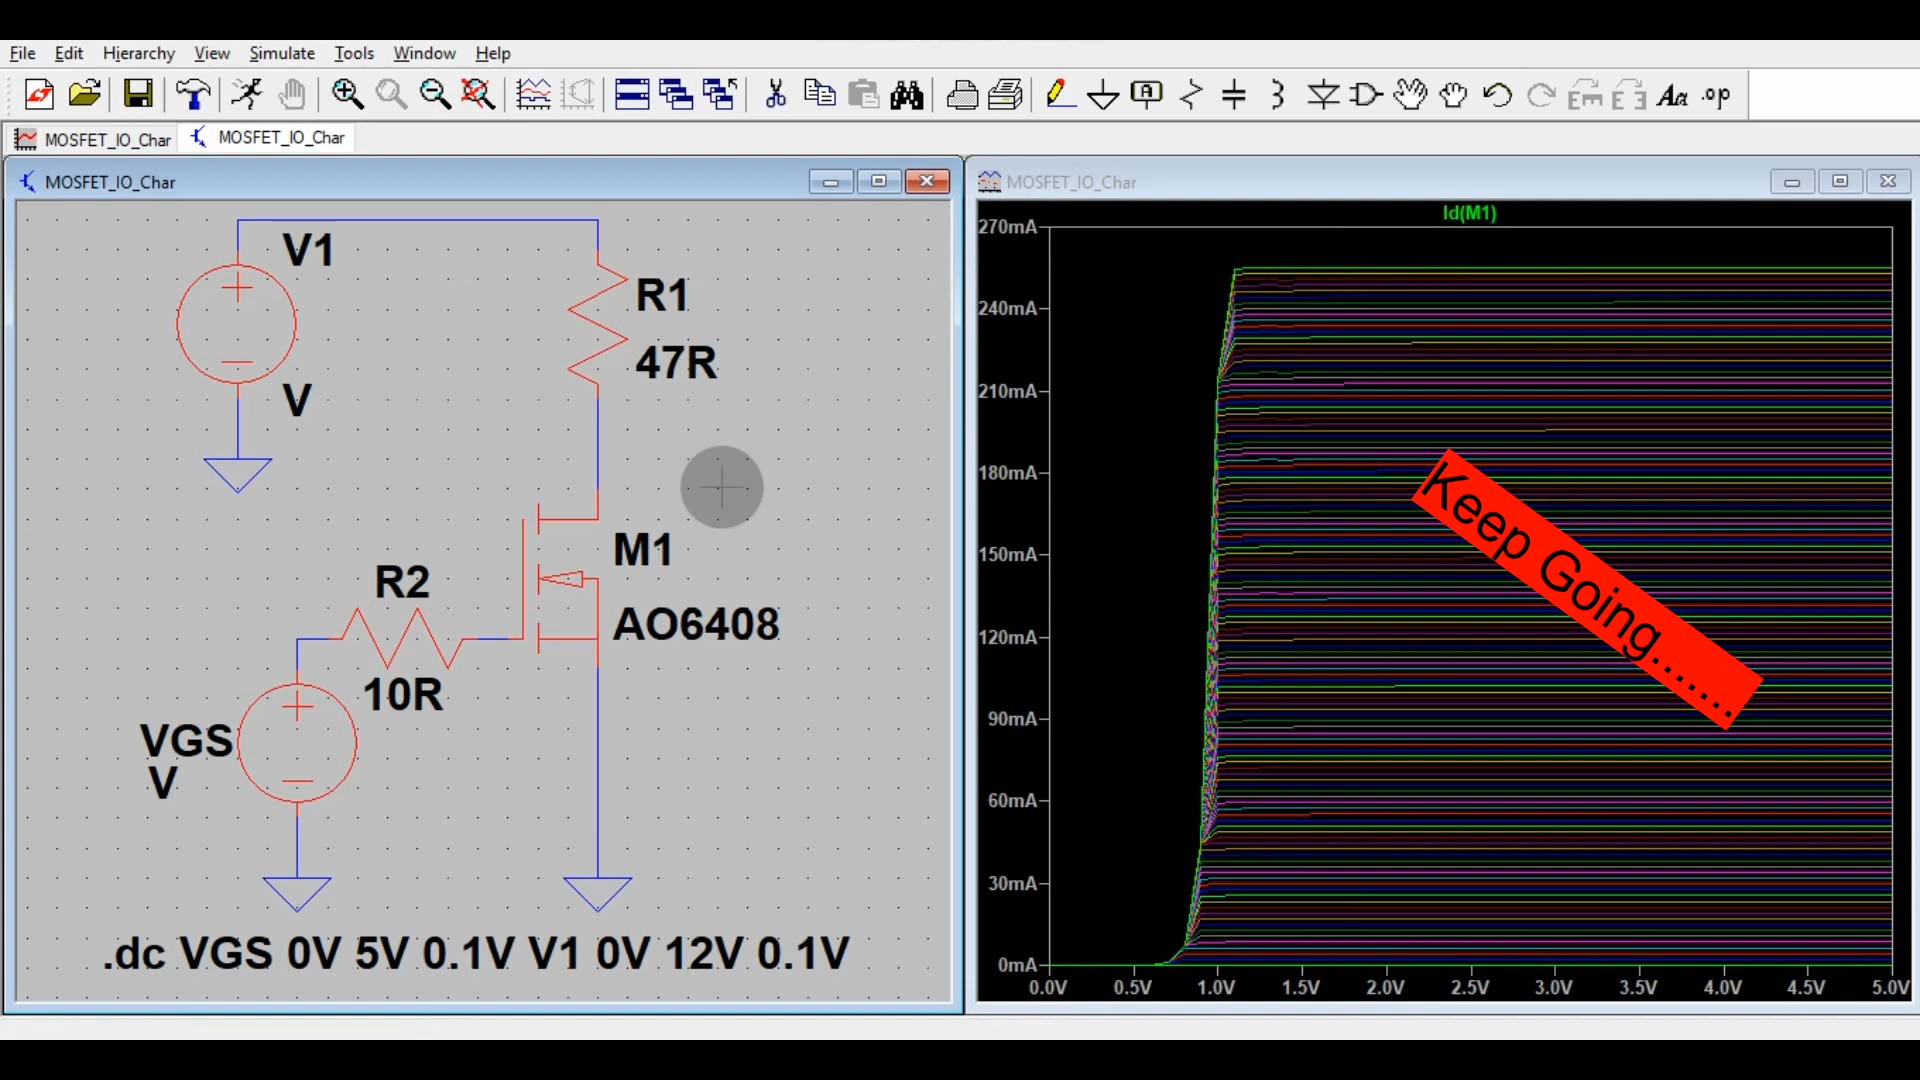 File Edit Hierarchy View Simulate Tools Window Help
A Aa .op
MOSFET_IO_Char MOSFET_IO_Char
MOSFET_IO_Char
V1
V
R1
47R
M1
AO6408
R2
10R
VGS
V
.dc VGS 0V 5V 0.1V V1 0V 12V 0.1V
MOSFET_IO_Char
Id(M1)
270mA
240mA
210mA
180mA
150mA
120mA
90mA
60mA
30mA
0mA
0.0V 0.5V 1.0V 1.5V 2.0V 2.5V 3.0V 3.5V 4.0V 4.5V 5.0V
Keep Going.......